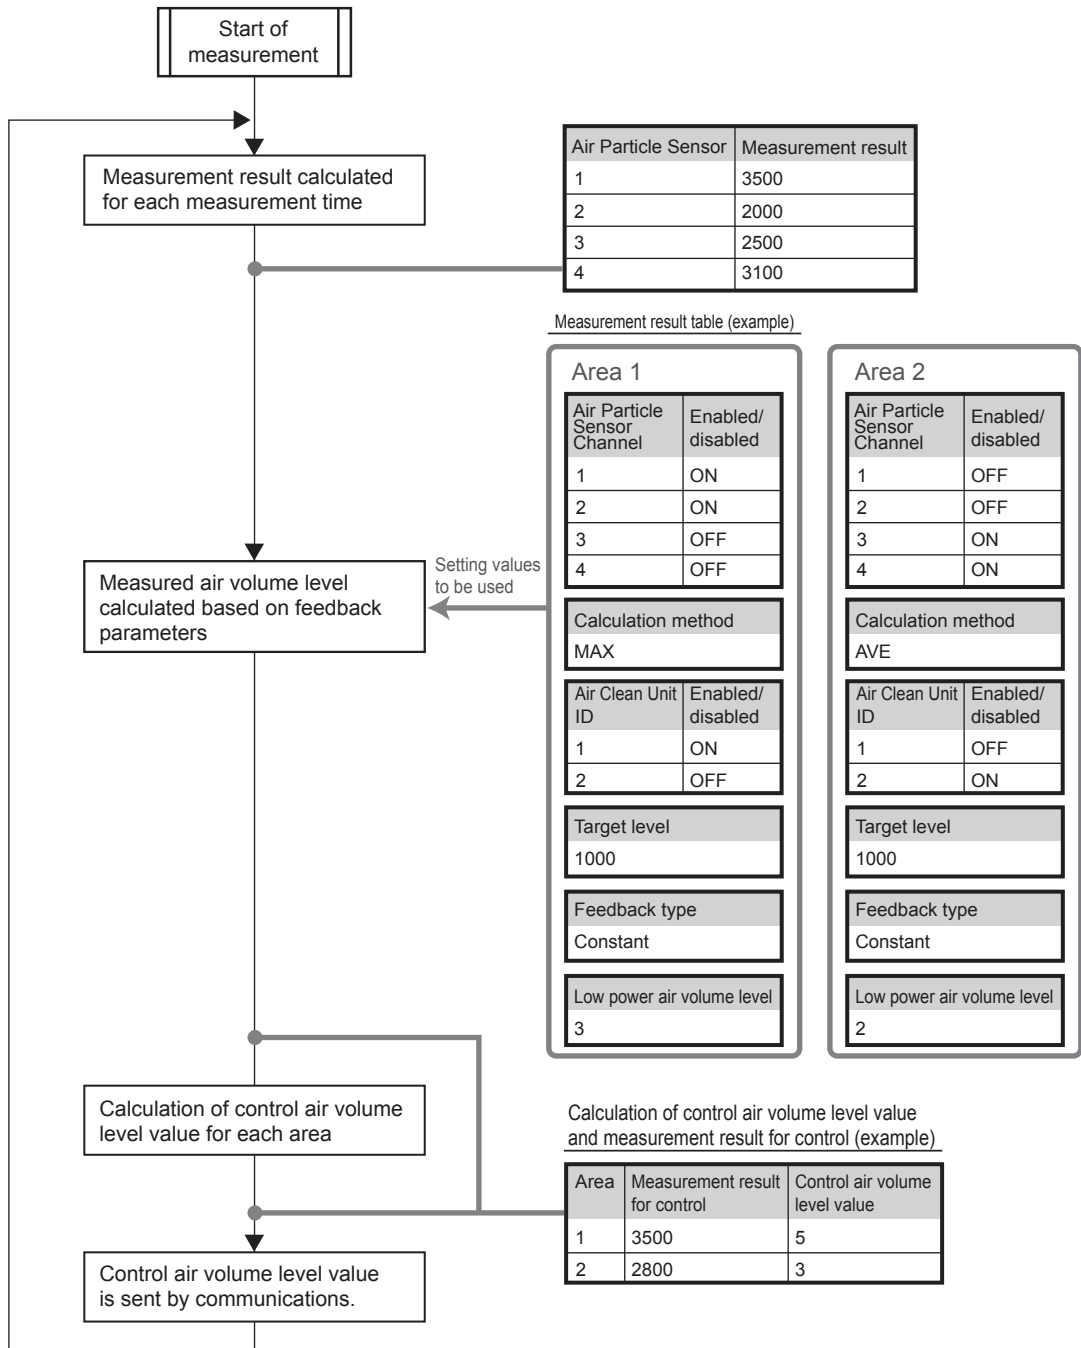 Start of
measurement
Measurement result calculated
for each measurement time
Air Particle Sensor Measurement result
1 3500
2 2000
3 2500
4 3100
Measurement result table (example)
Area 1
Air Particle
Sensor
Channel
Enabled/
disabled
1 ON
2 ON
3 OFF
4 OFF
Calculation method
MAX
Air Clean Unit
ID
Enabled/
disabled
1 ON
2 OFF
Target level
1000
Feedback type
Constant
Low power air volume level
3
Area 2
Air Particle
Sensor
Channel
Enabled/
disabled
1 OFF
2 OFF
3 ON
4 ON
Calculation method
AVE
Air Clean Unit
ID
Enabled/
disabled
1 OFF
2 ON
Target level
1000
Feedback type
Constant
Low power air volume level
2
Setting values
to be used
Measured air volume level
calculated based on feedback
parameters
Calculation of control air volume
level value for each area
Calculation of control air volume level value
and measurement result for control (example)
Area
Measurement result
for control
Control air volume
level value
1 3500 5
2 2800 3
Control air volume level value
is sent by communications.